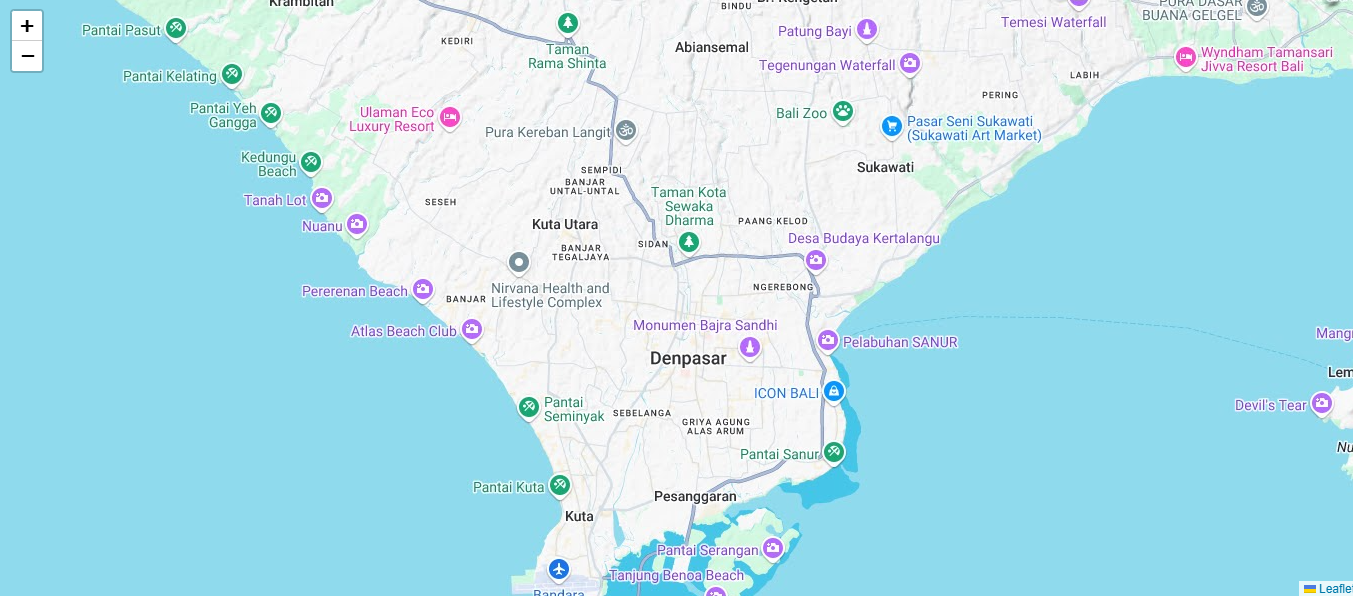 Krambitan
BINDU
PURA DASAR
BUANA GELGEL
+
−
Pantai Pasut
Temesi Waterfall
Patung Bayi
KEDIRI
Taman
Rama Shinta
Abiansemal
Wyndham Tamansari
Jivva Resort Bali
Tegenungan Waterfall
Pantai Kelating
LABIH
PERING
Pantai Yeh
Gangga
Ulaman Eco
Luxury Resort
Bali Zoo
Pasar Seni Sukawati
(Sukawati Art Market)
Pura Kereban Langit
Kedungu
Beach
Sukawati
SEMPIDI
BANJAR
UNTAL-UNTAL
Tanah Lot
SESEH
Taman Kota
Sewaka
Dharma
Nuanu
Kuta Utara
PAANG KELOD
SIDAN
Desa Budaya Kertalangu
BANJAR
TEGALJAYA
Pererenan Beach
BANJAR
Nirvana Health and
Lifestyle Complex
NGEREBONG
Atlas Beach Club
Monumen Bajra Sandhi
Mang
Pelabuhan SANUR
Denpasar
Lem
ICON BALI
Devil's Tear
Pantai
Seminyak
SEBELANGA
GRIYA AGUNG
ALAS ARUM
Nu
Pantai Sanur
Pantai Kuta
Pesanggaran
Kuta
Pantai Serangan
Tanjung Benoa Beach
Bandara
Leaflet